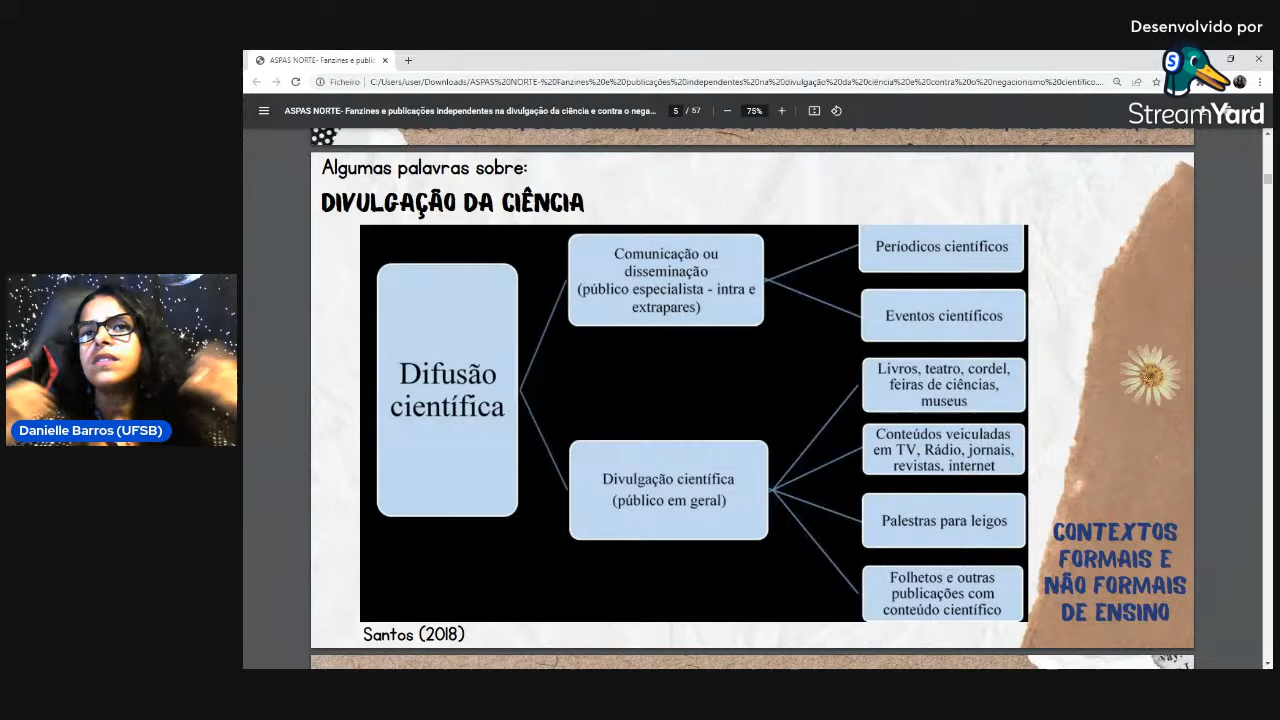 Desenvolvido por
StreamYard
ASPAS NORTE- Fanzines e public
Ficheiro
C:/Users/user/Downloads/ASPAS%20NORTE-%20Fanzines%20e%20publicações%20independentes%20na%20divulgação%20da%20ciência%20e%20contra%20o%20negacionismo%20científico....
ASPAS NORTE- Fanzines e publicações independentes na divulgação da ciência e contra o nega...
5 / 57
75%
Algumas palavras sobre:
DIVULGAÇÃO DA CIÊNCIA
Difusão
científica
Comunicação ou
disseminação
(público especialista - intra e
extrapares)
Períodicos científicos
Eventos científicos
Divulgação científica
(público em geral)
Livros, teatro, cordel,
feiras de ciências,
museus
Conteúdos veiculadas
em TV, Rádio, jornais,
revistas, internet
Palestras para leigos
Folhetos e outras
publicações com
conteúdo científico
CONTEXTOS
FORMAIS E
NÃO FORMAIS
DE ENSINO
Santos (2018)
Danielle Barros (UFSB)